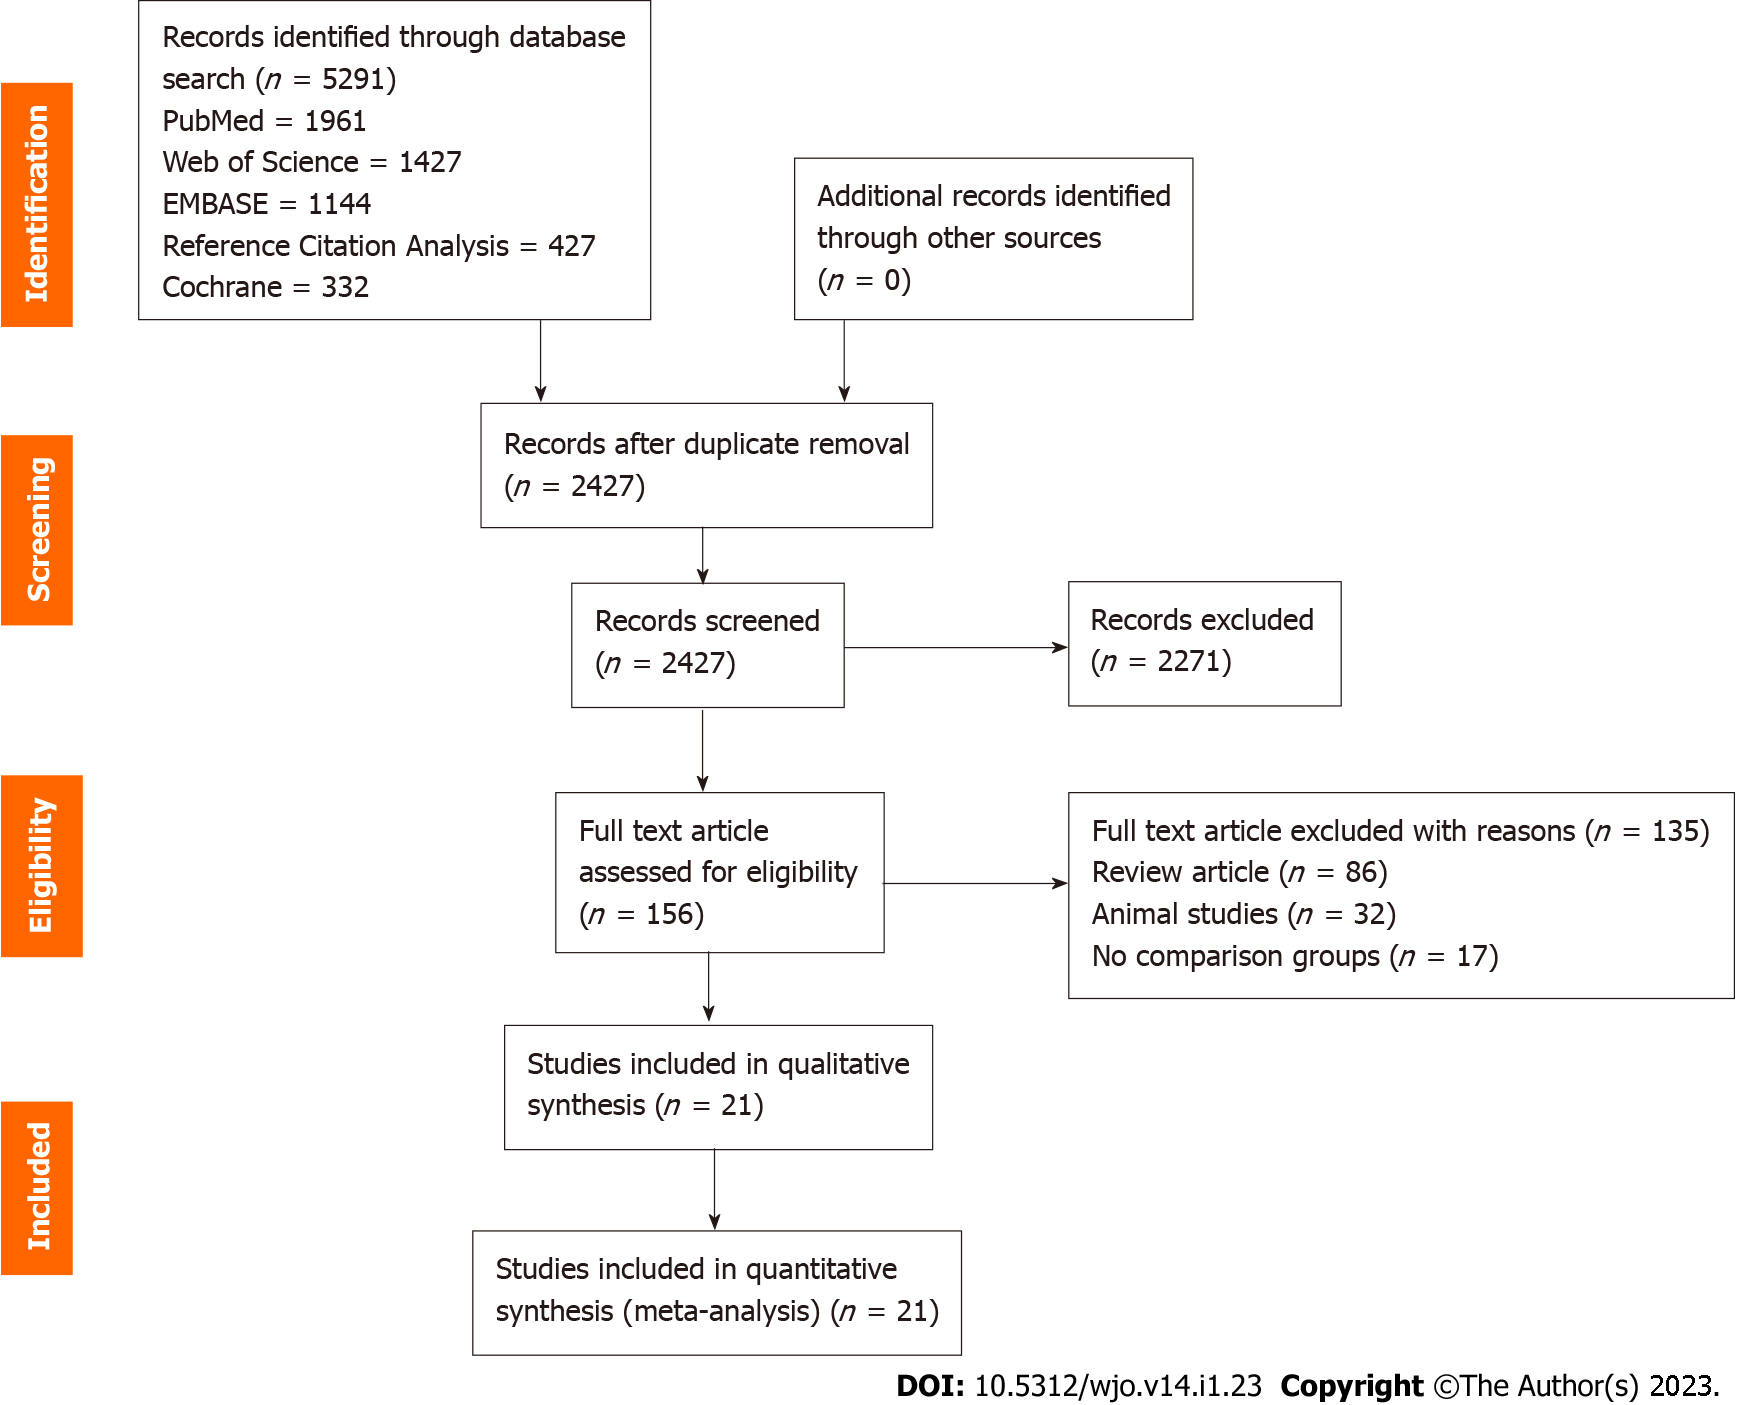 Identification
Records identified through database
search (n = 5291)
PubMed = 1961
Web of Science = 1427
EMBASE = 1144
Reference Citation Analysis = 427
Cochrane = 332
Additional records identified
through other sources
(n = 0)
Screening
Records after duplicate removal
(n = 2427)
Records screened
(n = 2427)
Records excluded
(n = 2271)
Eligibility
Full text article
assessed for eligibility
(n = 156)
Full text article excluded with reasons (n = 135)
Review article (n = 86)
Animal studies (n = 32)
No comparison groups (n = 17)
Included
Studies included in qualitative
synthesis (n = 21)
Studies included in quantitative
synthesis (meta-analysis) (n = 21)
DOI: 10.5312/wjo.v14.i1.23 Copyright ©The Author(s) 2023.